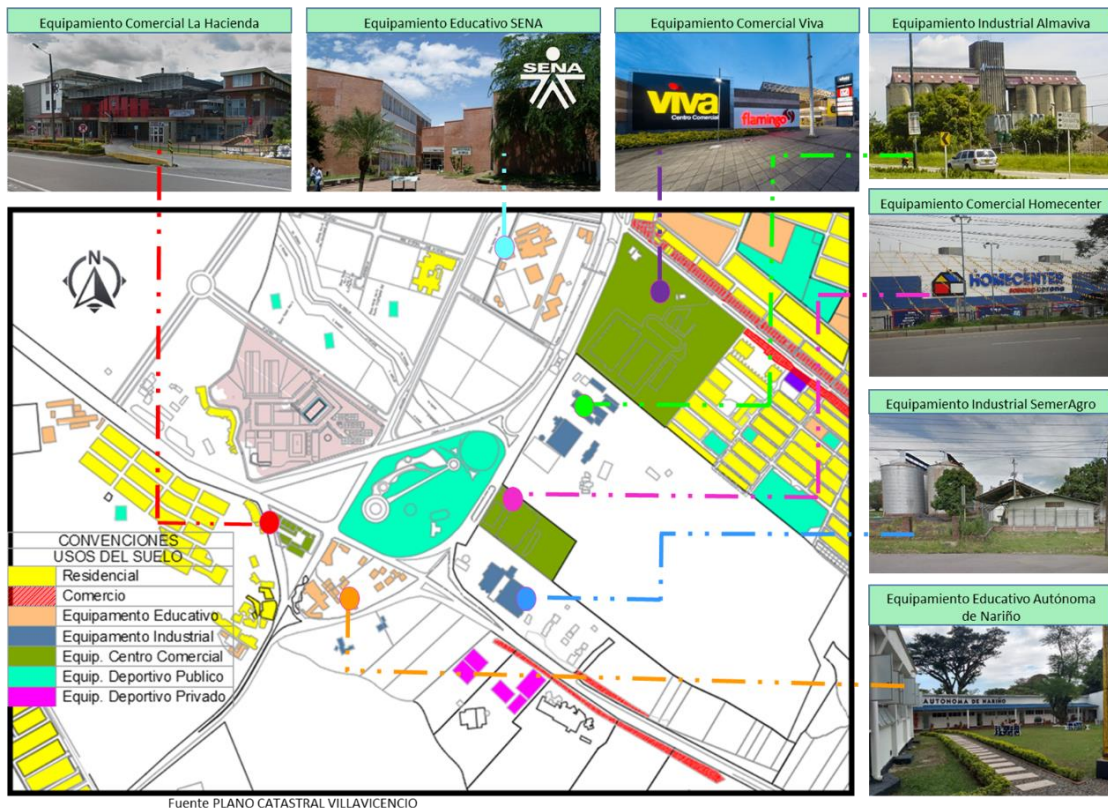 Equipamiento Comercial La Hacienda
Equipamiento Educativo SENA
Equipamiento Comercial Viva
Equipamiento Industrial Almaviva
SENA
viva
Centro Comercial
flamingo
Equipamiento Comercial Homecenter
HOMECENTER
N
Equipamiento Industrial SemerAgro
CONVENCIONES
USOS DEL SUELO
Residencial
Comercio
Equipamento Educativo
Equipamento Industrial
Equip. Centro Comercial
Equip. Deportivo Publico
Equip. Deportivo Privado
Equipamiento Educativo Autónoma
de Nariño
AUTONOMA DE NARIÑO
Fuente PLANO CATASTRAL VILLAVICENCIO